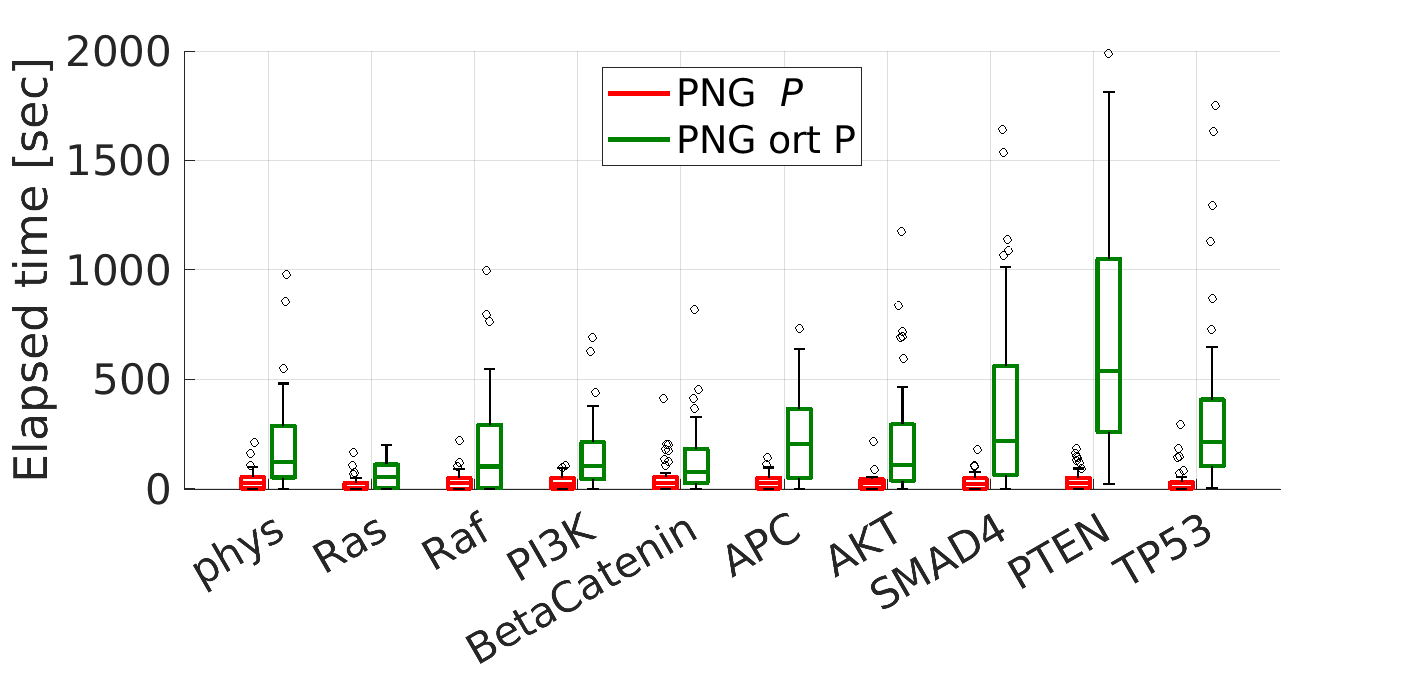 Elapsed time [sec]
2000
1500
1000
500
0
PNG P
PNG ort P
phys
Ras
Raf
PI3K
BetaCatenin
APC
AKT
SMAD4
PTEN
TP53